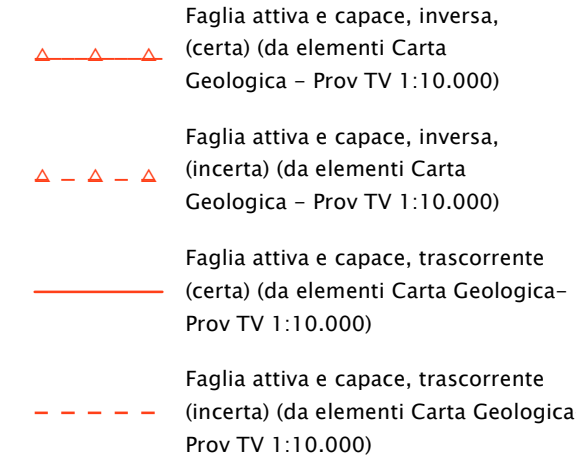 Faglia attiva e capace, inversa,
(certa) (da elementi Carta
Geologica - Prov TV 1:10.000)
Faglia attiva e capace, inversa,
(incerta) (da elementi Carta
Geologica - Prov TV 1:10.000)
Faglia attiva e capace, trascorrente
(certa) (da elementi Carta Geologica-
Prov TV 1:10.000)
Faglia attiva e capace, trascorrente
(incerta) (da elementi Carta Geologica
Prov TV 1:10.000)